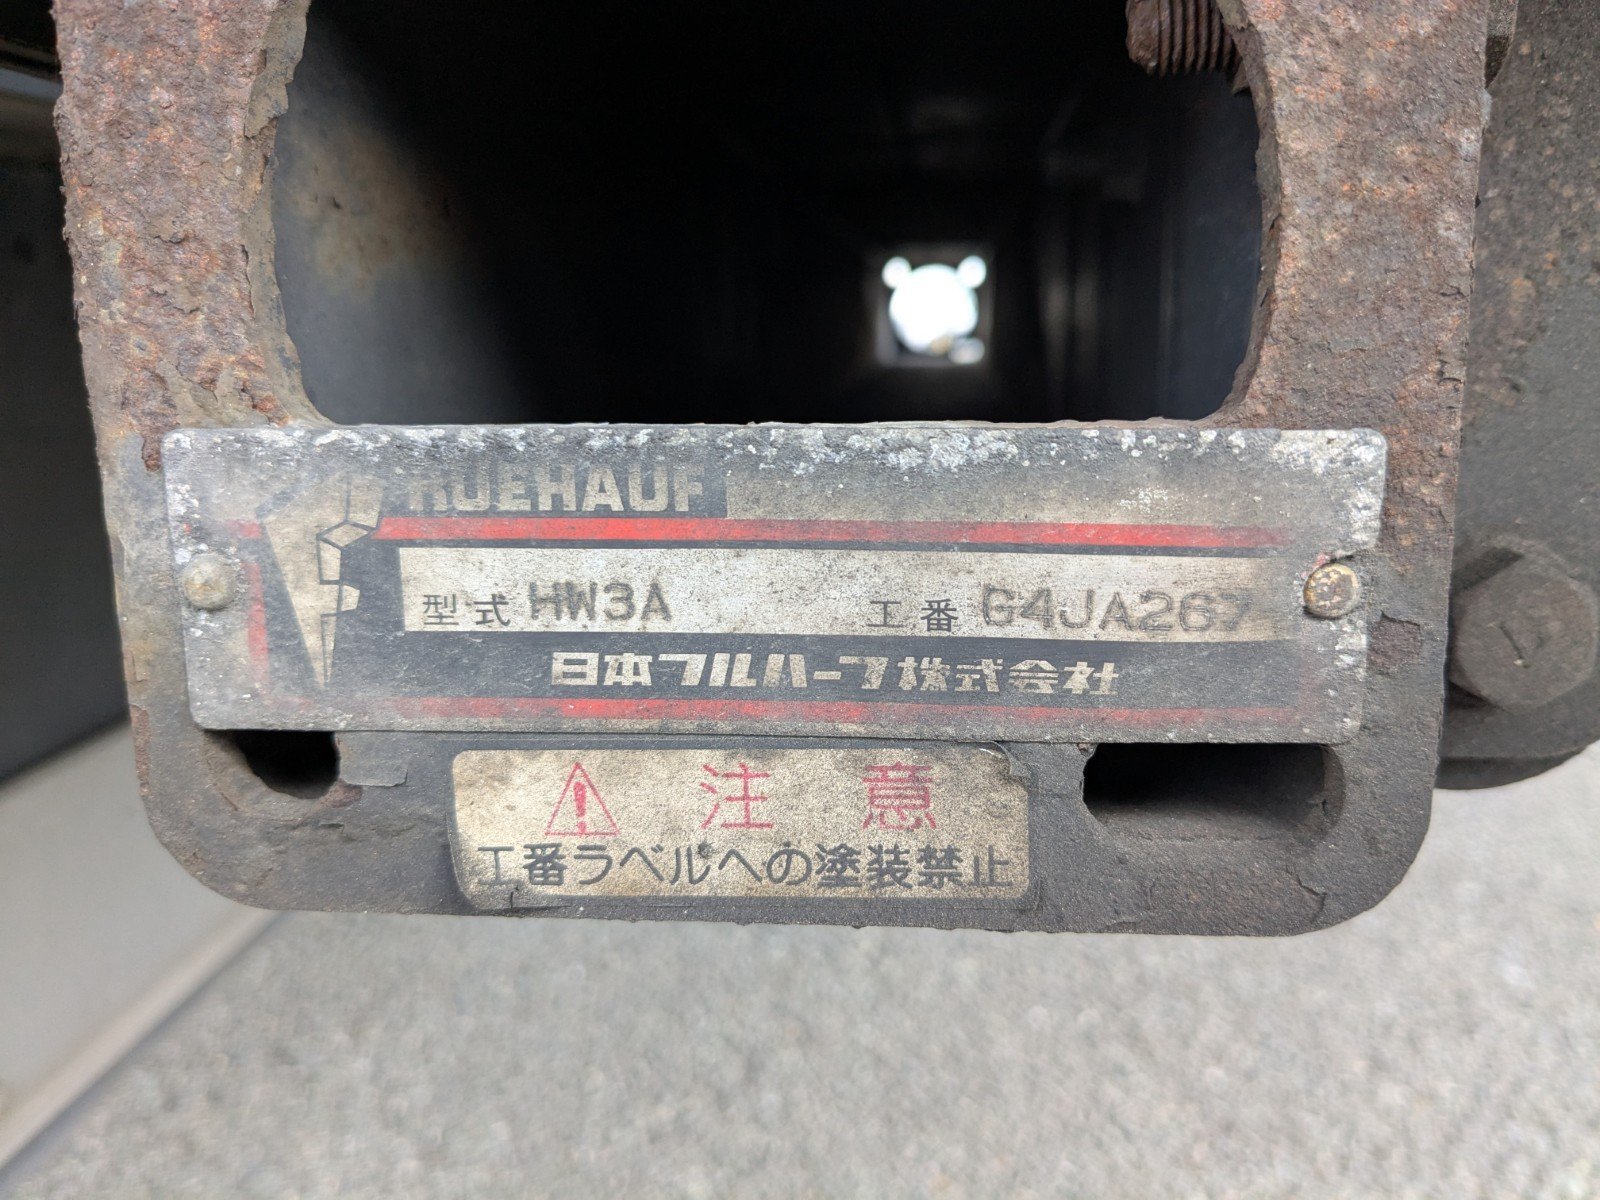 FRUEHAUF
型式 HW3A 工番 G4JA267
日本フルハーフ株式会社
注意
工番ラベルへの塗装禁止